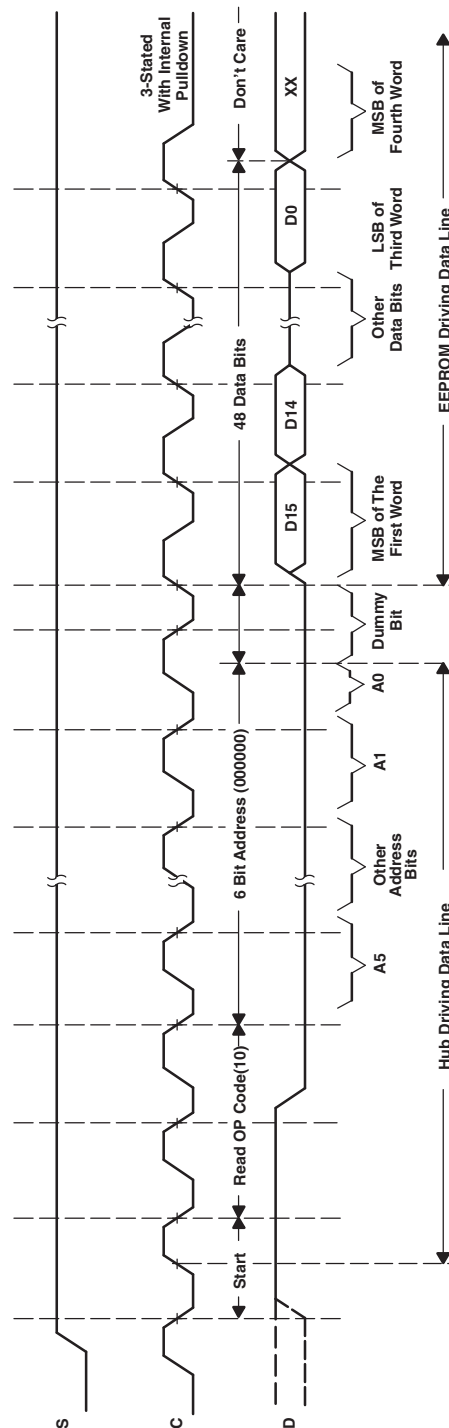 S
C
3-Stated
With Internal
Pulldown
Start
Read OP Code(10)
6 Bit Address (000000)
48 Data Bits
Don't Care
D
D15
D14
D0
XX
A5
Other
Address
Bits
A1
A0
Dummy
Bit
MSB of The
First Word
Other
Data Bits
LSB of
Third Word
MSB of
Fourth Word
Hub Driving Data Line
EEPROM Driving Data Line